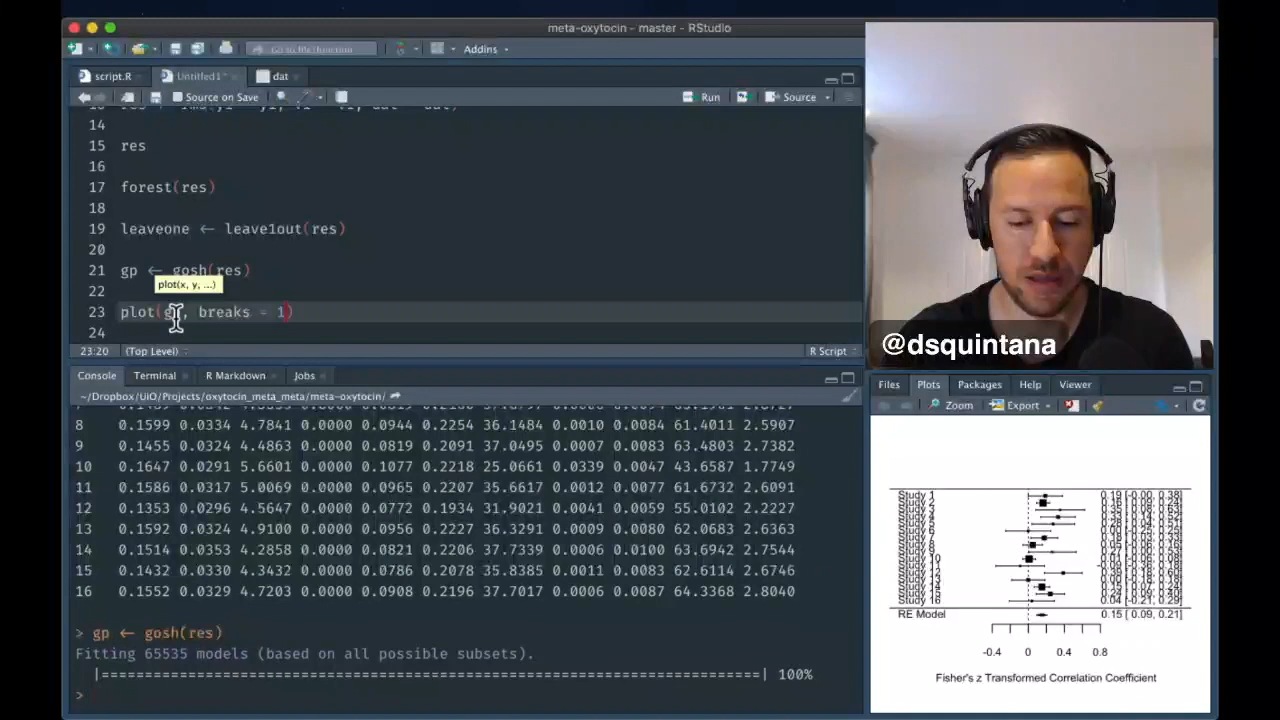 meta-oxytocin - master - RStudio
Go to file/function
Addins
script.R
Untitled1*
dat
Source on Save
Run
Source
14
15 res
16
17 forest(res)
18
19 leaveone ← leave1out(res)
20
21 gp ← gosh(res)
plot(x, y, ...)
22
23 plot(gp, breaks = 1)
24
23:20
(Top Level)
R Script
Console
Terminal
R Markdown
Jobs
~/Dropbox/UiO/Projects/oxytocin_meta_meta/meta-oxytocin/
8 0.1599 0.0334 4.7841 0.0000 0.0944 0.2254 36.1484 0.0010 0.0084 61.4011 2.5907
9 0.1455 0.0324 4.4863 0.0000 0.0819 0.2091 37.0495 0.0007 0.0083 63.4803 2.7382
10 0.1647 0.0291 5.6601 0.0000 0.1077 0.2218 25.0661 0.0339 0.0047 43.6587 1.7749
11 0.1586 0.0317 5.0069 0.0000 0.0965 0.2207 35.6617 0.0012 0.0077 61.6732 2.6091
12 0.1353 0.0296 4.5647 0.0000 0.0772 0.1934 31.9021 0.0041 0.0059 55.0102 2.2227
13 0.1592 0.0324 4.9100 0.0000 0.0956 0.2227 36.3291 0.0009 0.0080 62.0683 2.6363
14 0.1514 0.0353 4.2858 0.0000 0.0821 0.2206 37.7339 0.0006 0.0100 63.6942 2.7544
15 0.1432 0.0330 4.3432 0.0000 0.0786 0.2078 35.8385 0.0011 0.0083 62.6114 2.6746
16 0.1552 0.0329 4.7203 0.0000 0.0908 0.2196 37.7017 0.0006 0.0087 64.3368 2.8040
> gp ← gosh(res)
Fitting 65535 models (based on all possible subsets).
|==========================================================================| 100%
>
@dsquintana
Files
Plots
Packages
Help
Viewer
Zoom
Export
Study 1
Study 3
Study 16
RE Model
0.15 [ 0.09, 0.21]
-0.4 0 0.4 0.8
Fisher's z Transformed Correlation Coefficient